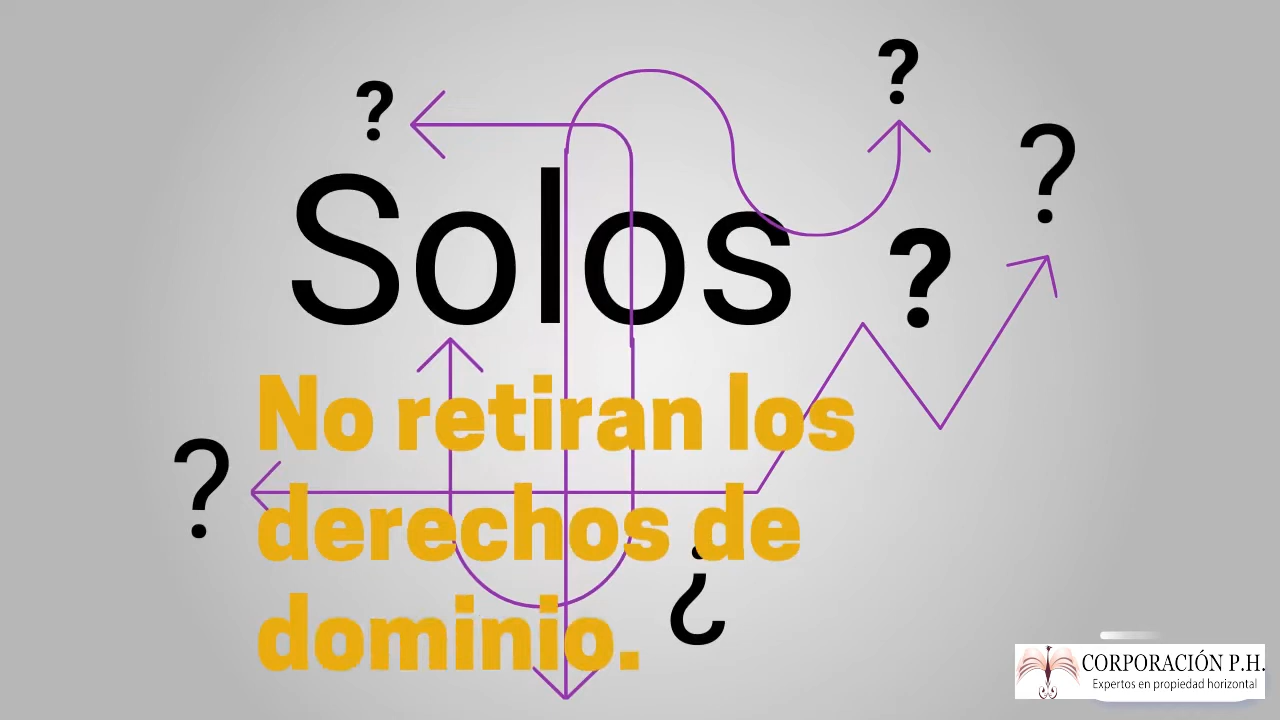 ?
?
?
Solos
?
No retiran los
?
derechos de
¿
dominio.
CORPORACIÓN P.H.
Expertos en propiedad horizontal